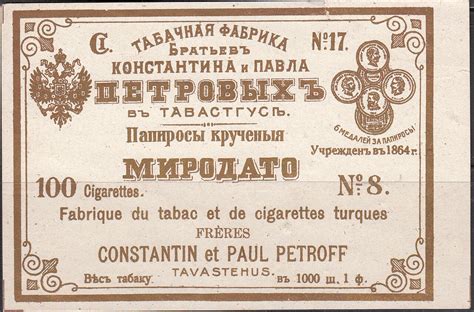 Сⁱ. ТАБАЧНАЯ ФАБРИКА №17.
БРАТЬЕВЪ
КОНСТАНТИНА и ПАВЛА
ПЕТРОВЫХЪ
въ ТАВАСТГУСѢ.
6 МЕДАЛЕЙ ЗА ПАПИРОСЫ!
Папиросы крученыя
Учрежденъ въ 1864 г.
МИРОДАТО
100 Cigarettes. №8.
Fabrique du tabac et de cigarettes turques
FRÈRES
CONSTANTIN et PAUL PETROFF
TAVASTEHUS.
Вѣсъ табаку. въ 1000 ш. 1 ф.